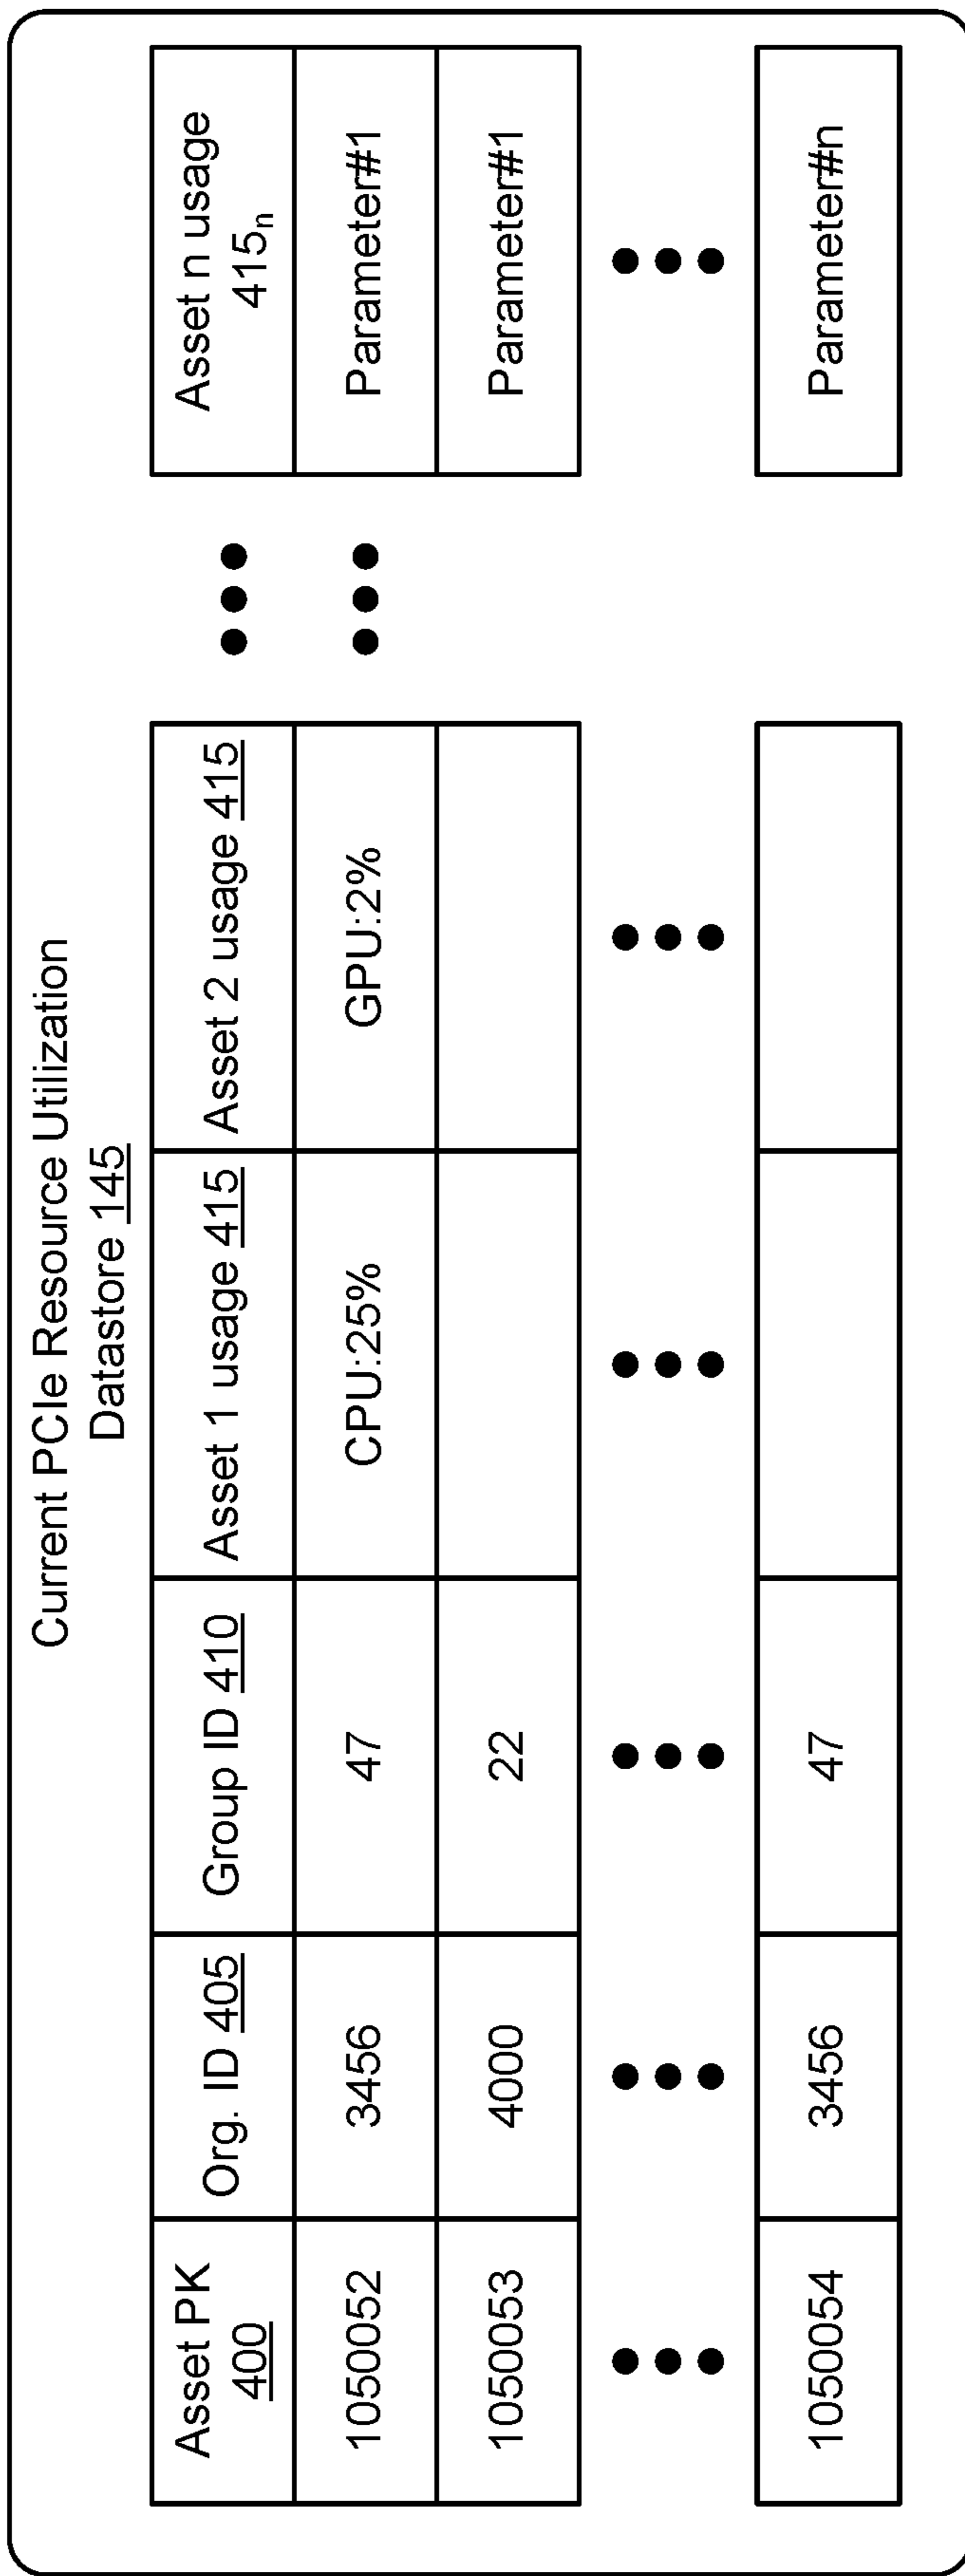 Current PCIe Resource Utilization
Datastore 145
Asset PK
400
Org. ID 405
Group ID 410
Asset 1 usage 415
Asset 2 usage 415
Asset n usage
415n
1050052
3456
47
CPU:25%
GPU:2%
Parameter#1
1050053
4000
22
Parameter#1
1050054
3456
47
Parameter#n